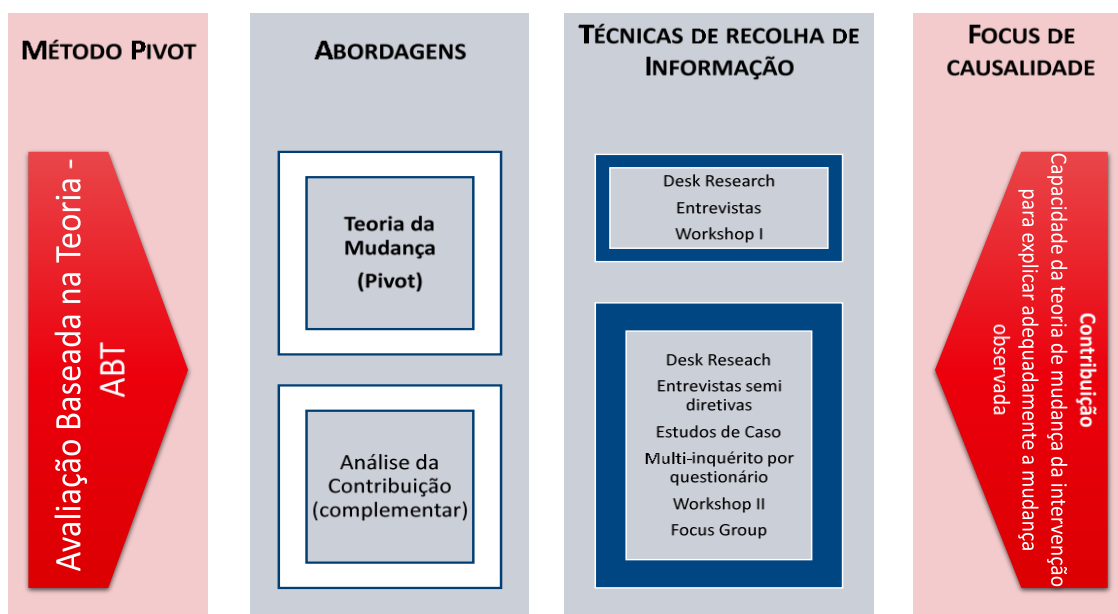 MÉTODO PIVOT
Avaliação Baseada na Teoria -
ABT
ABORDAGENS
Teoria da
Mudança
(Pivot)
Análise da
Contribuição
(complementar)
TÉCNICAS DE RECOLHA DE
INFORMAÇÃO
Desk Research
Entrevistas
Workshop I
Desk Reseach
Entrevistas semi
diretivas
Estudos de Caso
Multi-inquérito por
questionário
Workshop II
Focus Group
FOCUS DE
CAUSALIDADE
Contribuição
Capacidade da teoria de mudança da intervenção
para explicar adequadamente a mudança
observada